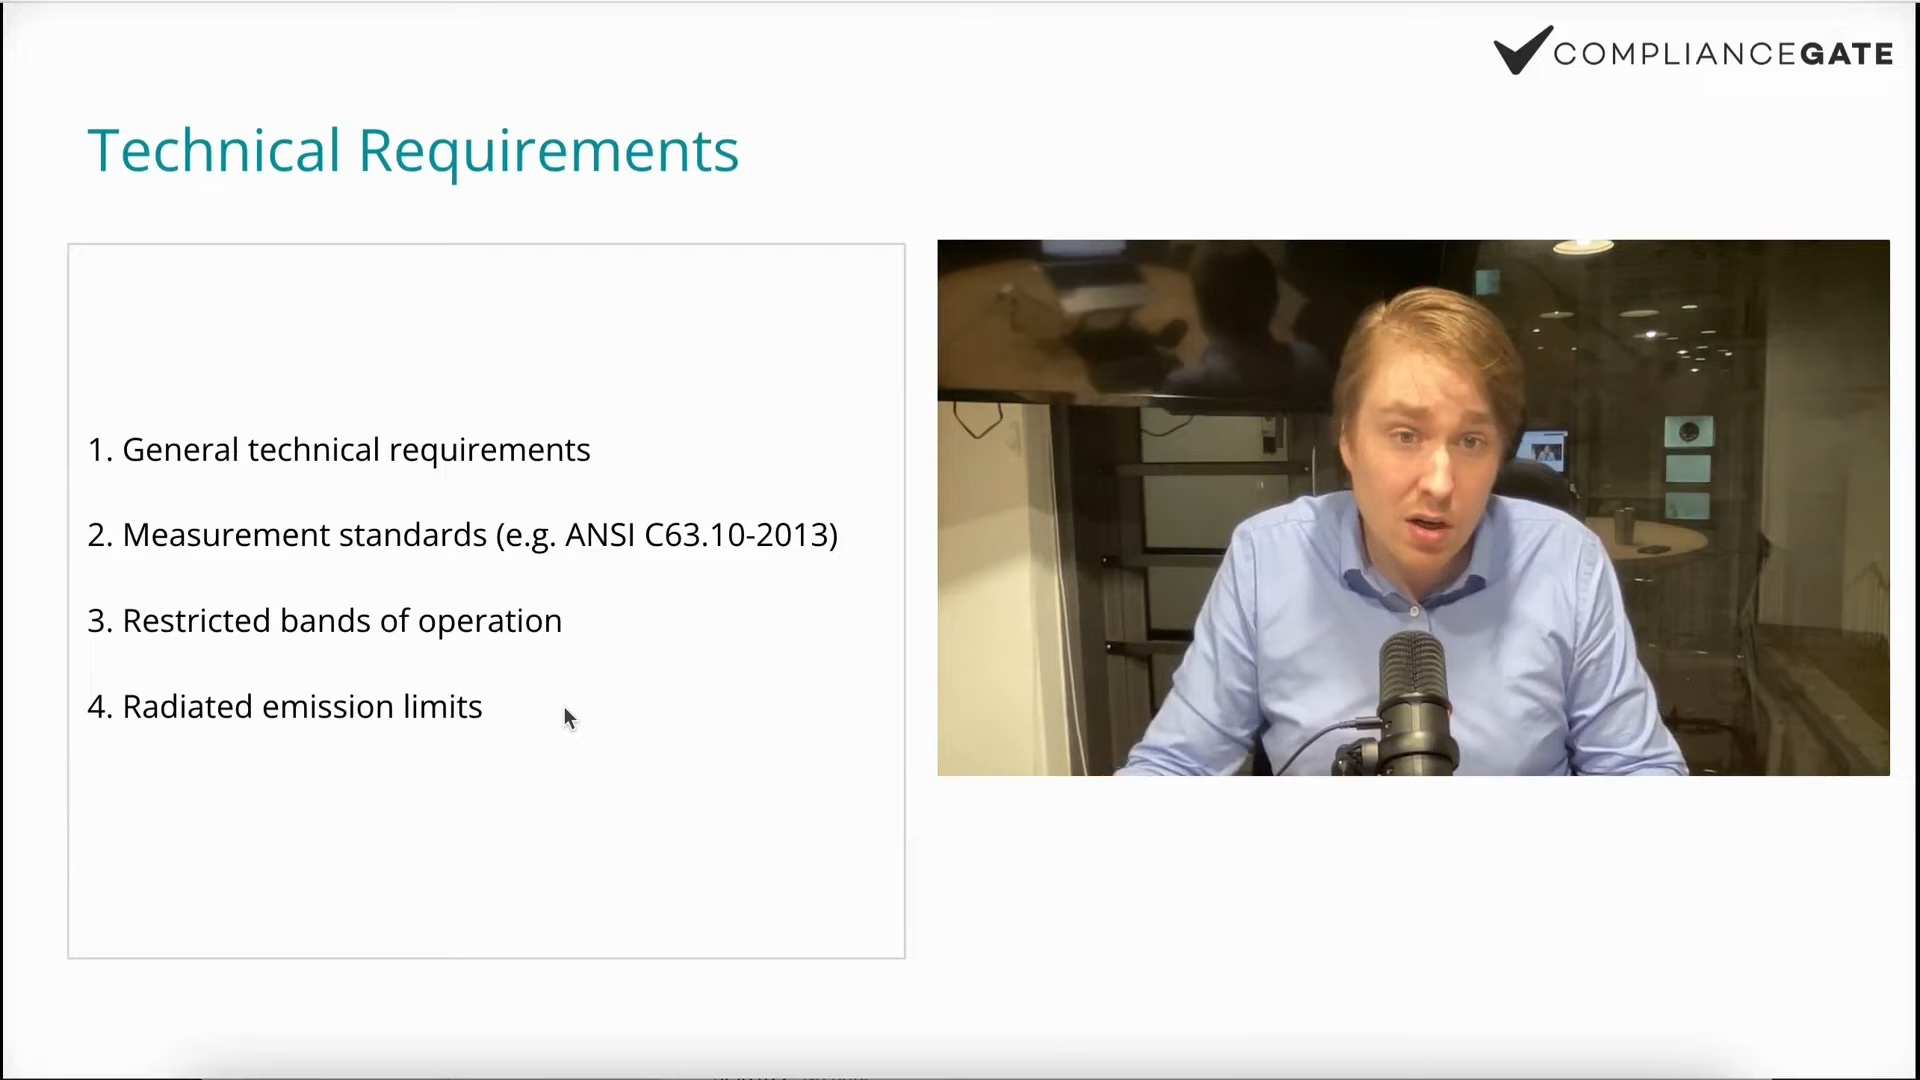 COMPLIANCEGATE
Technical Requirements
1. General technical requirements
2. Measurement standards (e.g. ANSI C63.10-2013)
3. Restricted bands of operation
4. Radiated emission limits